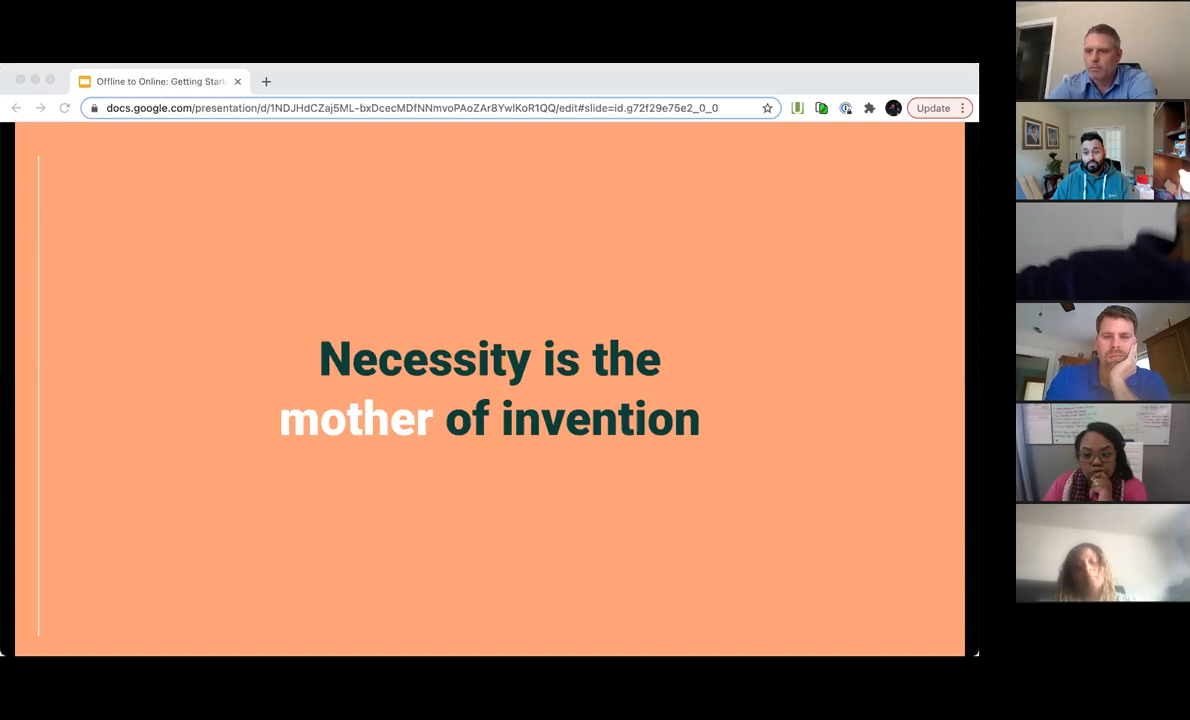 Offline to Online: Getting Star
docs.google.com/presentation/d/1NDJHdCZaj5ML-bxDcecMDfNNmvoPAoZAr8YwlKoR1QQ/edit#slide=id.g72f29e75e2_0_0
Update
Necessity is the
mother of invention